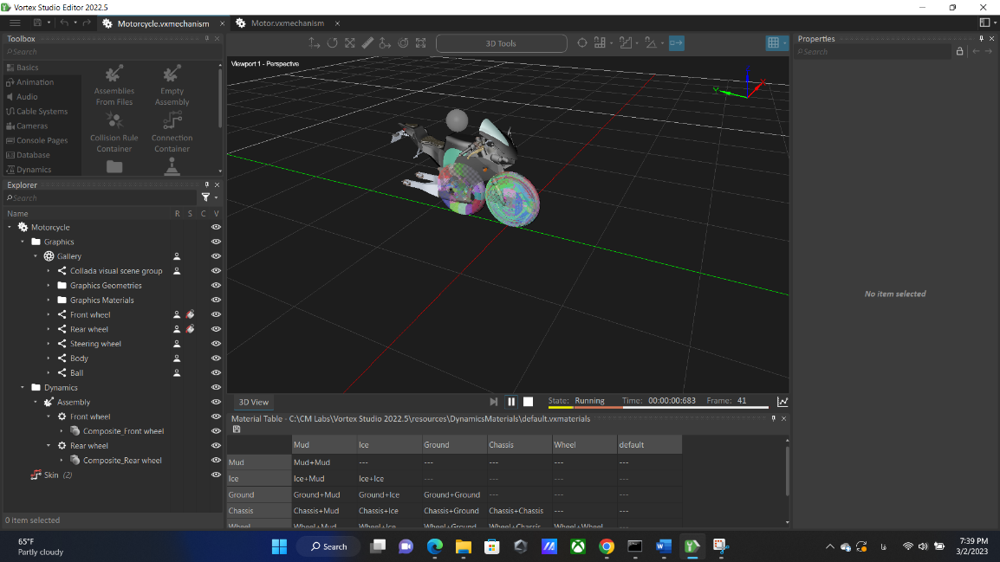 Vortex Studio Editor 2022.5
Motorcycle.vxmechanism
Motor.vxmechanism
Toolbox
Search
Basics
Animation
Audio
Cable Systems
Cameras
Console Pages
Database
Dynamics
Assemblies From Files
Empty Assembly
Collision Rule Container
Connection Container
Explorer
Search
Name R S C V
Motorcycle
Graphics
Gallery
Collada visual scene group
Graphics Geometries
Graphics Materials
Front wheel
Rear wheel
Steering wheel
Body
Ball
Dynamics
Assembly
Front wheel
Composite_Front wheel
Rear wheel
Composite_Rear wheel
Skin (2)
0 item selected
3D Tools
Viewport 1 - Perspective
Y X
3D View
State: Running Time: 00:00:00:683 Frame: 41
Material Table - C:\CM Labs\Vortex Studio 2022.5\resources\DynamicsMaterials\default.vxmaterials
Mud Ice Ground Chassis Wheel default
Mud Mud+Mud --- --- --- --- ---
Ice Ice+Mud Ice+Ice --- --- --- ---
Ground Ground+Mud Ground+Ice Ground+Ground --- --- ---
Chassis Chassis+Mud Chassis+Ice Chassis+Ground Chassis+Chassis --- ---
Wheel Wheel+Mud Wheel+Ice Wheel+Ground Wheel+Chassis Wheel+Wheel ---
Properties
Search
No item selected
65°F
Partly cloudy
Search
فا
7:39 PM
3/2/2023